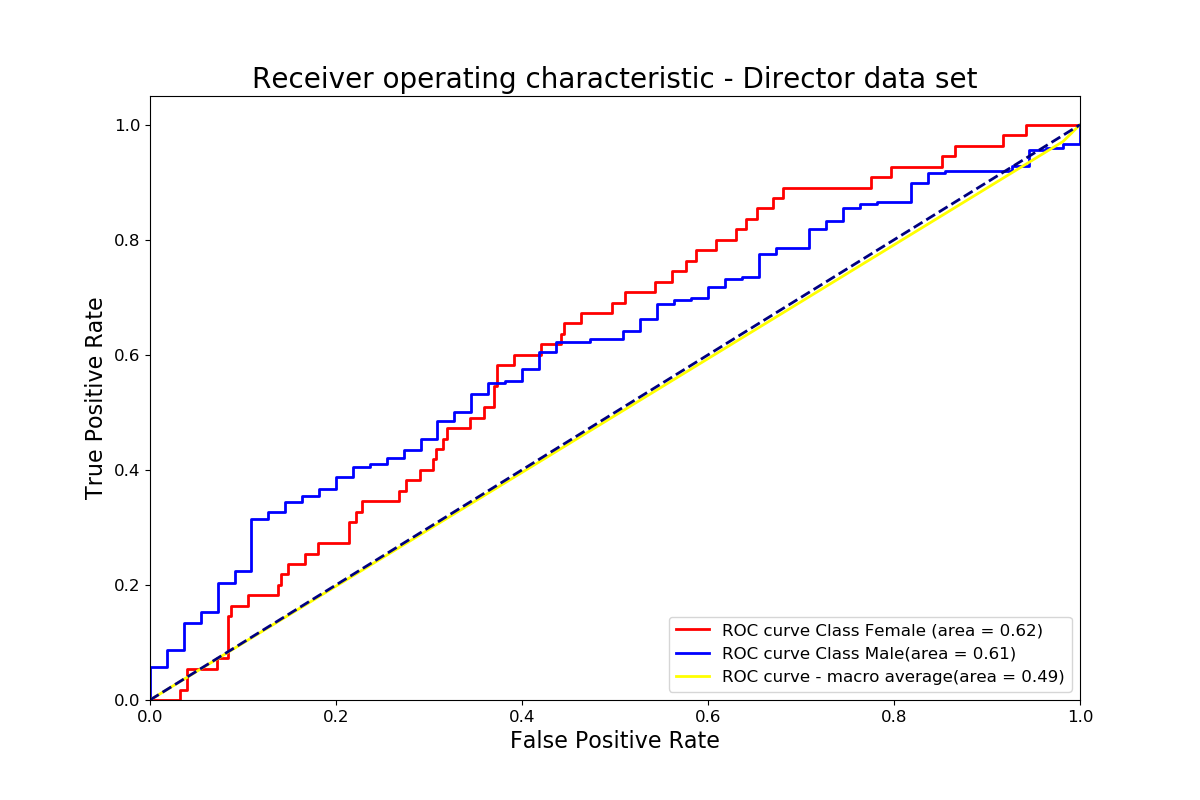 Receiver operating characteristic - Director data set
True Positive Rate
1.0
0.8
0.6
0.4
0.2
0.0
0.0 0.2 0.4 0.6 0.8 1.0
False Positive Rate
ROC curve Class Female (area = 0.62)
ROC curve Class Male(area = 0.61)
ROC curve - macro average(area = 0.49)